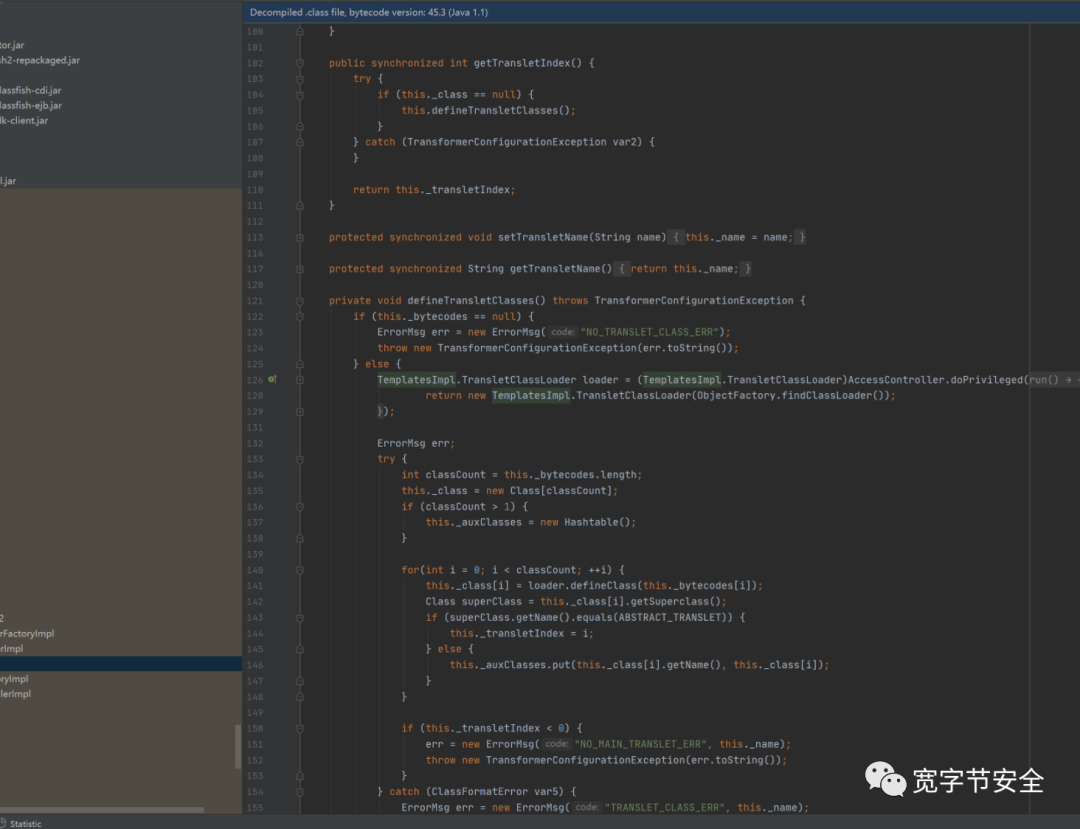 Decompiled .class file, bytecode version: 45.3 (Java 1.1)
tor.jar
sh2-repackaged.jar
lassfish-cdi.jar
lassfish-ejb.jar
lk-client.jar
l.jar
2
rFactoryImpl
rImpl
ryImpl
lerImpl
Statistic
180 }
181
182 public synchronized int getTransletIndex() {
183 try {
184 if (this._class == null) {
185 this.defineTransletClasses();
186 }
187 } catch (TransformerConfigurationException var2) {
188 }
189
110 return this._transletIndex;
111 }
112
113 protected synchronized void setTransletName(String name) { this._name = name; }
116
117 protected synchronized String getTransletName() { return this._name; }
120
121 private void defineTransletClasses() throws TransformerConfigurationException {
122 if (this._bytecodes == null) {
123 ErrorMsg err = new ErrorMsg( code: "NO_TRANSLET_CLASS_ERR");
124 throw new TransformerConfigurationException(err.toString());
125 } else {
126 TemplatesImpl.TransletClassLoader loader = (TemplatesImpl.TransletClassLoader)AccessController.doPrivileged(run() →
128 return new TemplatesImpl.TransletClassLoader(ObjectFactory.findClassLoader());
129 });
131
132 ErrorMsg err;
133 try {
134 int classCount = this._bytecodes.length;
135 this._class = new Class[classCount];
136 if (classCount > 1) {
137 this._auxClasses = new Hashtable();
138 }
139
140 for(int i = 0; i < classCount; ++i) {
141 this._class[i] = loader.defineClass(this._bytecodes[i]);
142 Class superClass = this._class[i].getSuperclass();
143 if (superClass.getName().equals(ABSTRACT_TRANSLET)) {
144 this._transletIndex = i;
145 } else {
146 this._auxClasses.put(this._class[i].getName(), this._class[i]);
147 }
148 }
149
150 if (this._transletIndex < 0) {
151 err = new ErrorMsg( code: "NO_MAIN_TRANSLET_ERR", this._name);
152 throw new TransformerConfigurationException(err.toString());
153 }
154 } catch (ClassFormatError var5) {
155 ErrorMsg err = new ErrorMsg( code: "TRANSLET_CLASS_ERR", this._name);
宽字节安全